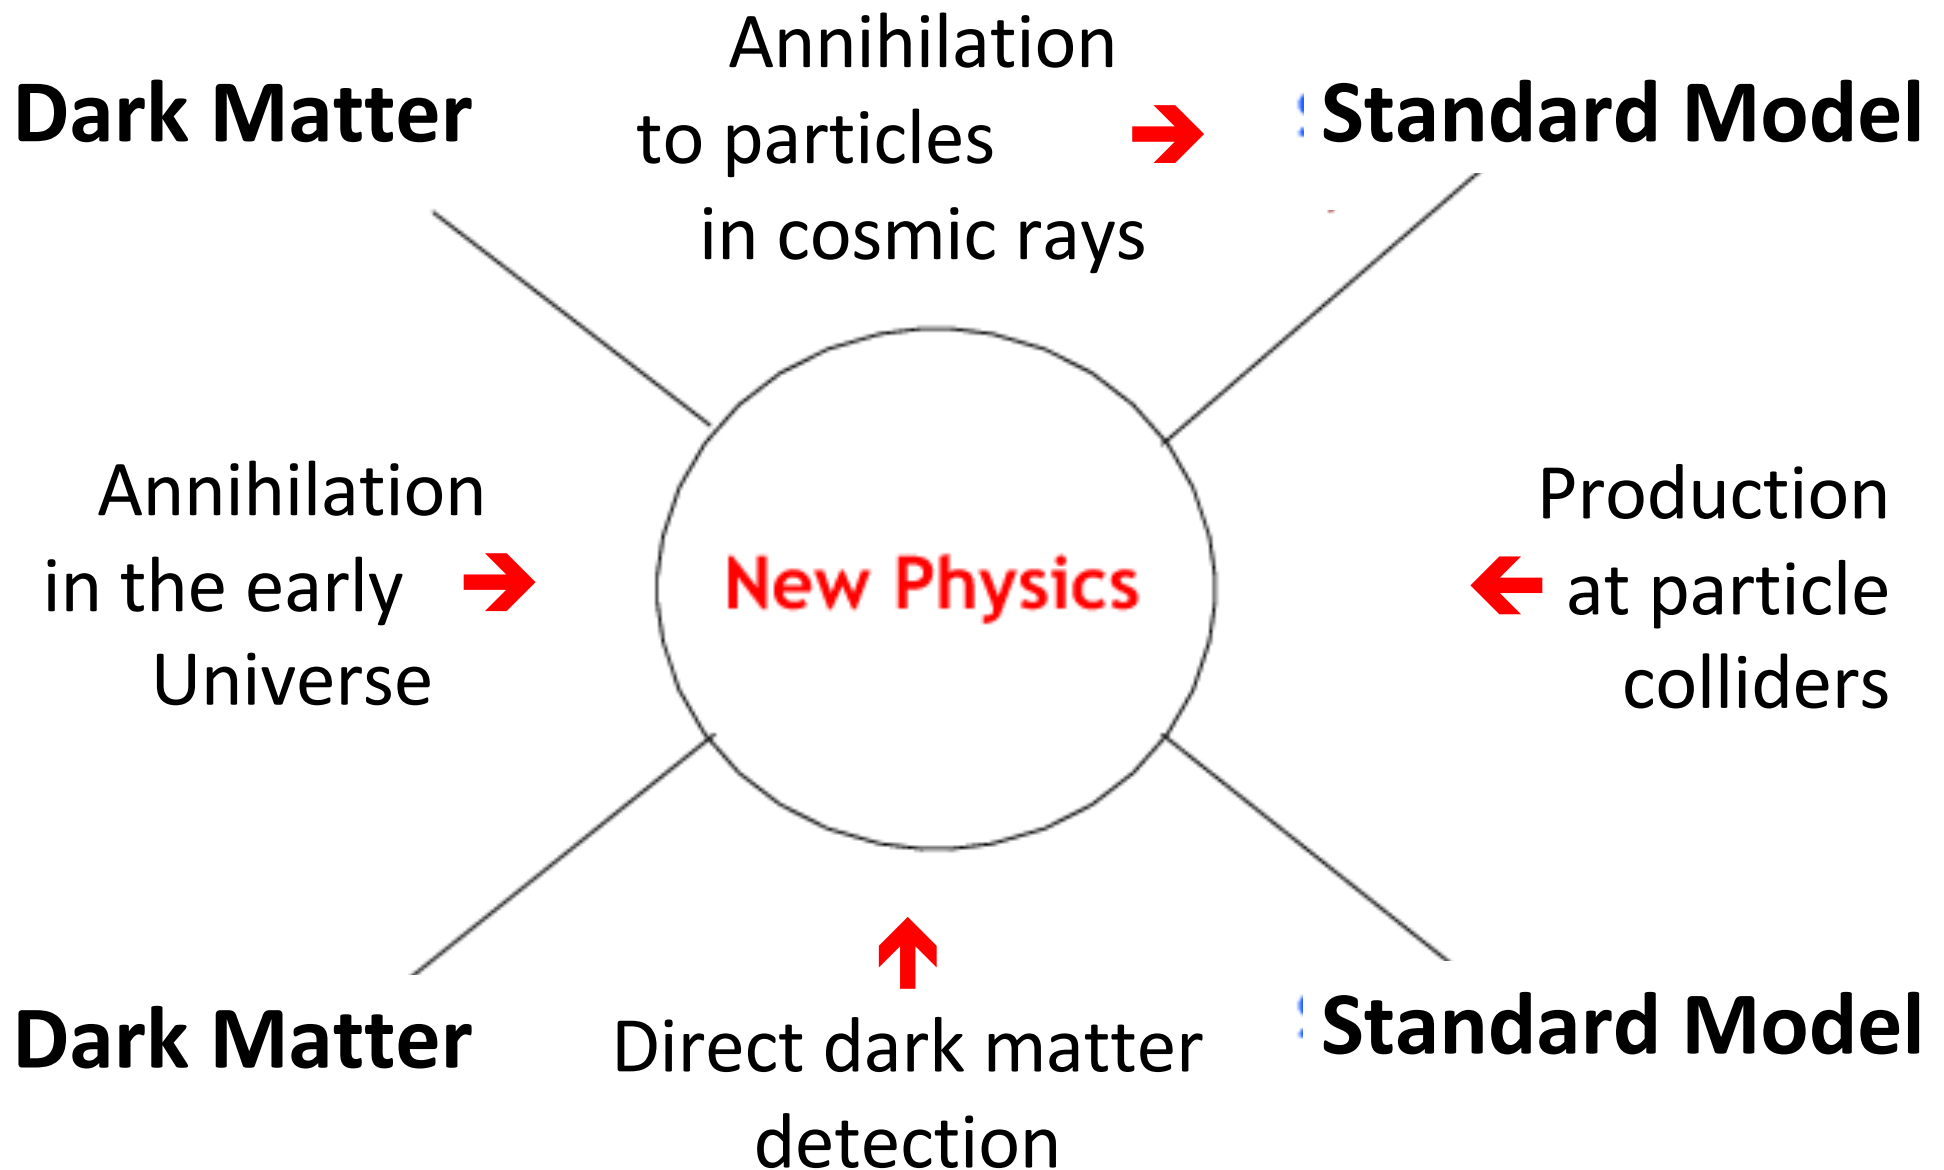 Dark Matter
Annihilation
to particles
in cosmic rays
Standard Model
Annihilation
in the early
Universe
New Physics
Production
at particle
colliders
Dark Matter
Direct dark matter
detection
Standard Model